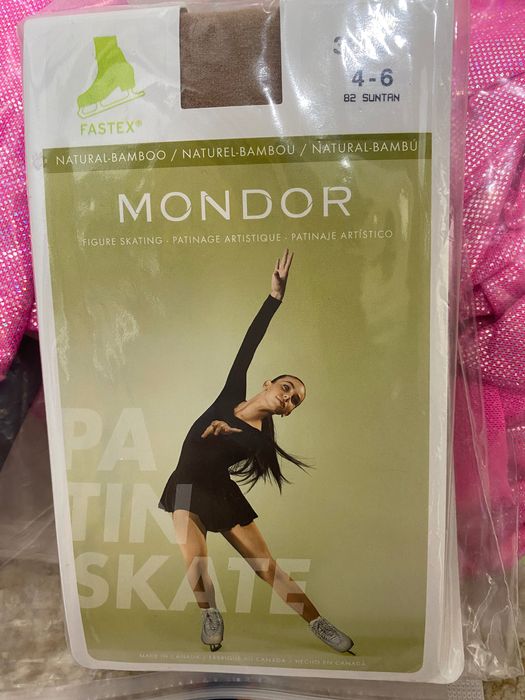 4-6
82 SUNTAN
FASTEX®
NATURAL-BAMBOO / NATUREL-BAMBOU / NATURAL-BAMBÚ
MONDOR
FIGURE SKATING - PATINAGE ARTISTIQUE - PATINAJE ARTÍSTICO
PA
TIN
SKATE
MADE IN CANADA / FABRIQUÉ AU CANADA / HECHO EN CANADÁ